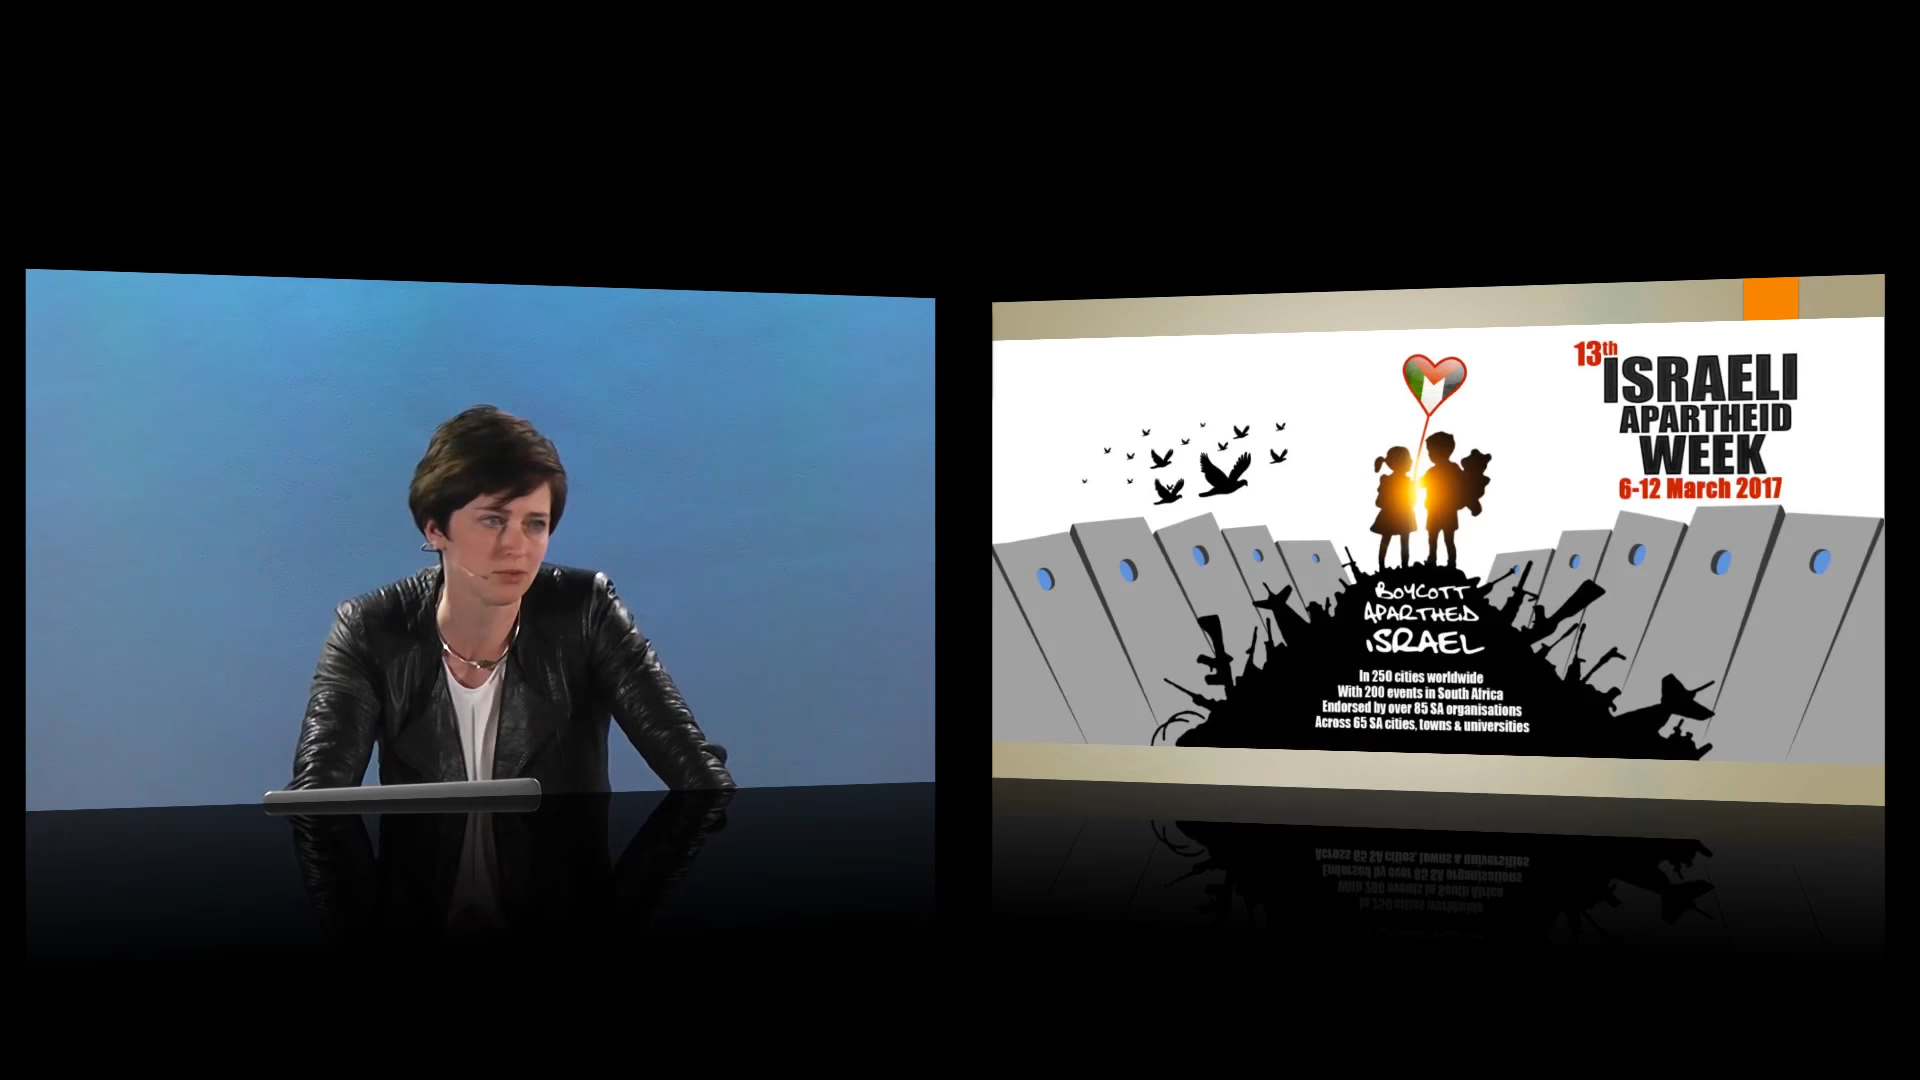 13th
ISRAELI
APARTHEID
WEEK
6-12 March 2017
BOYCOTT
APARTHEID
ISRAEL
In 250 cities worldwide
With 200 events in South Africa
Endorsed by over 85 SA organisations
Across 65 SA cities, towns & universities